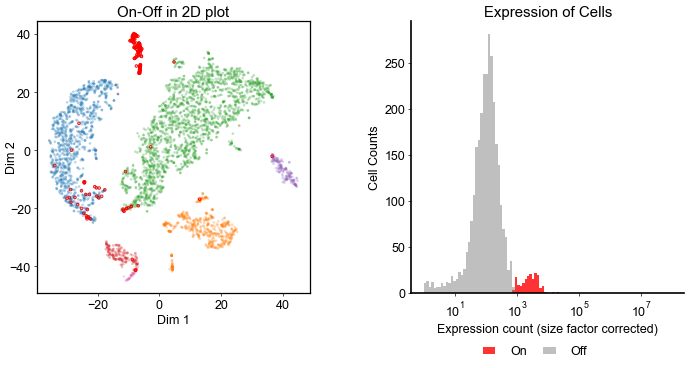 On-Off in 2D plot
40
20
0
−20
−40
Dim 2
−20
0
20
40
Dim 1
Expression of Cells
250
200
150
100
50
0
Cell Counts
10^1
10^3
10^5
10^7
Expression count (size factor corrected)
On
Off